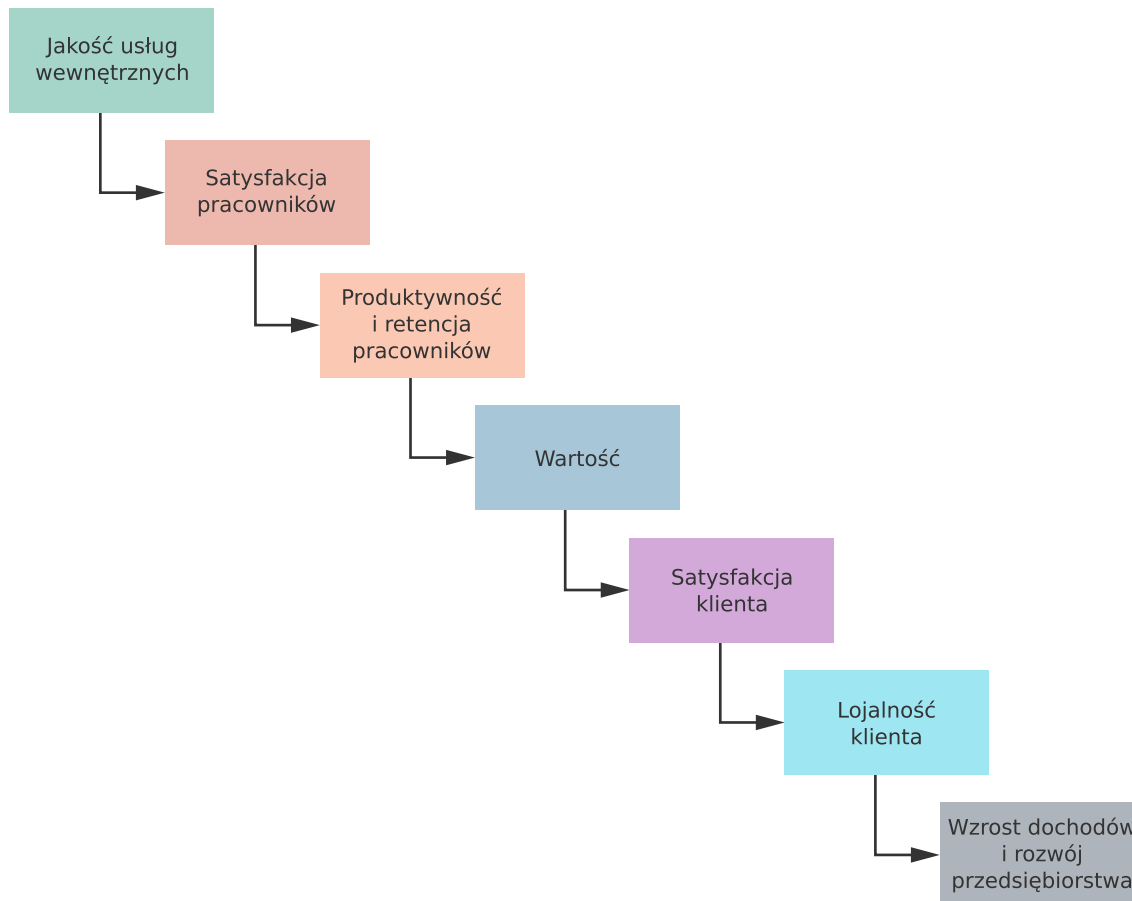 Jakość usług
wewnętrznych
Satysfakcja
pracowników
Produktywność
i retencja
pracowników
Wartość
Satysfakcja
klienta
Lojalność
klienta
Wzrost dochodów
i rozwój
przedsiębiorstwa